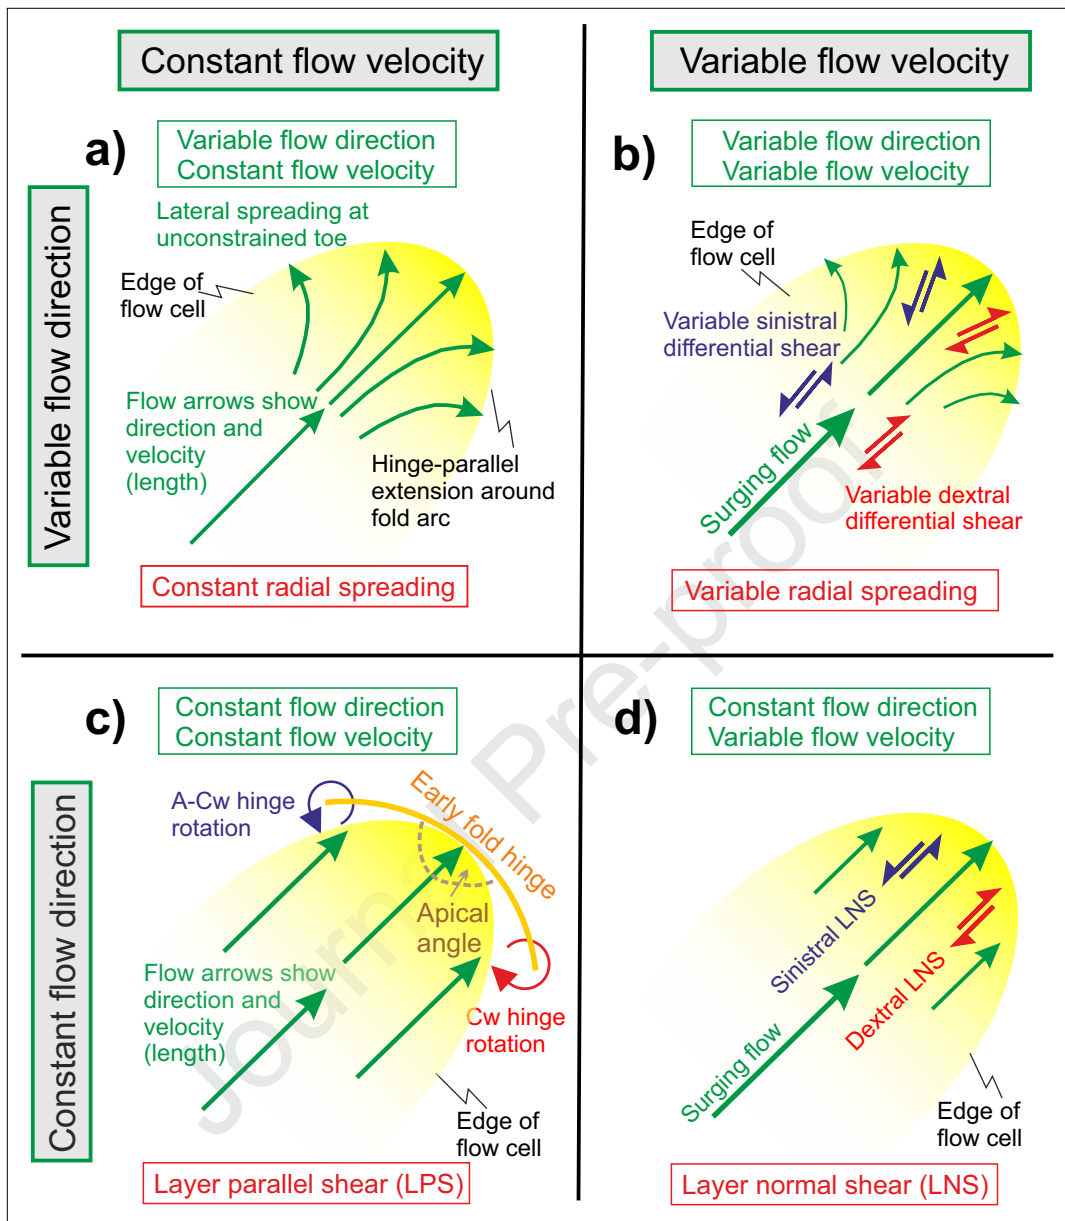 Constant flow velocity
Variable flow velocity
Variable flow direction
a)
Variable flow direction
Constant flow velocity
Lateral spreading at
unconstrained toe
Edge of
flow cell
Flow arrows show
direction and
velocity
(length)
Hinge-parallel
extension around
fold arc
Constant radial spreading
b)
Variable flow direction
Variable flow velocity
Edge of
flow cell
Variable sinistral
differential shear
Surging flow
Variable dextral
differential shear
Variable radial spreading
Constant flow direction
c)
Constant flow direction
Constant flow velocity
A-Cw hinge
rotation
Early fold hinge
Apical
angle
Flow arrows show
direction and
velocity
(length)
Cw hinge
rotation
Edge of
flow cell
Layer parallel shear (LPS)
d)
Constant flow direction
Variable flow velocity
Sinistral LNS
Dextral LNS
Surging flow
Edge of
flow cell
Layer normal shear (LNS)
Journal Pre-proof